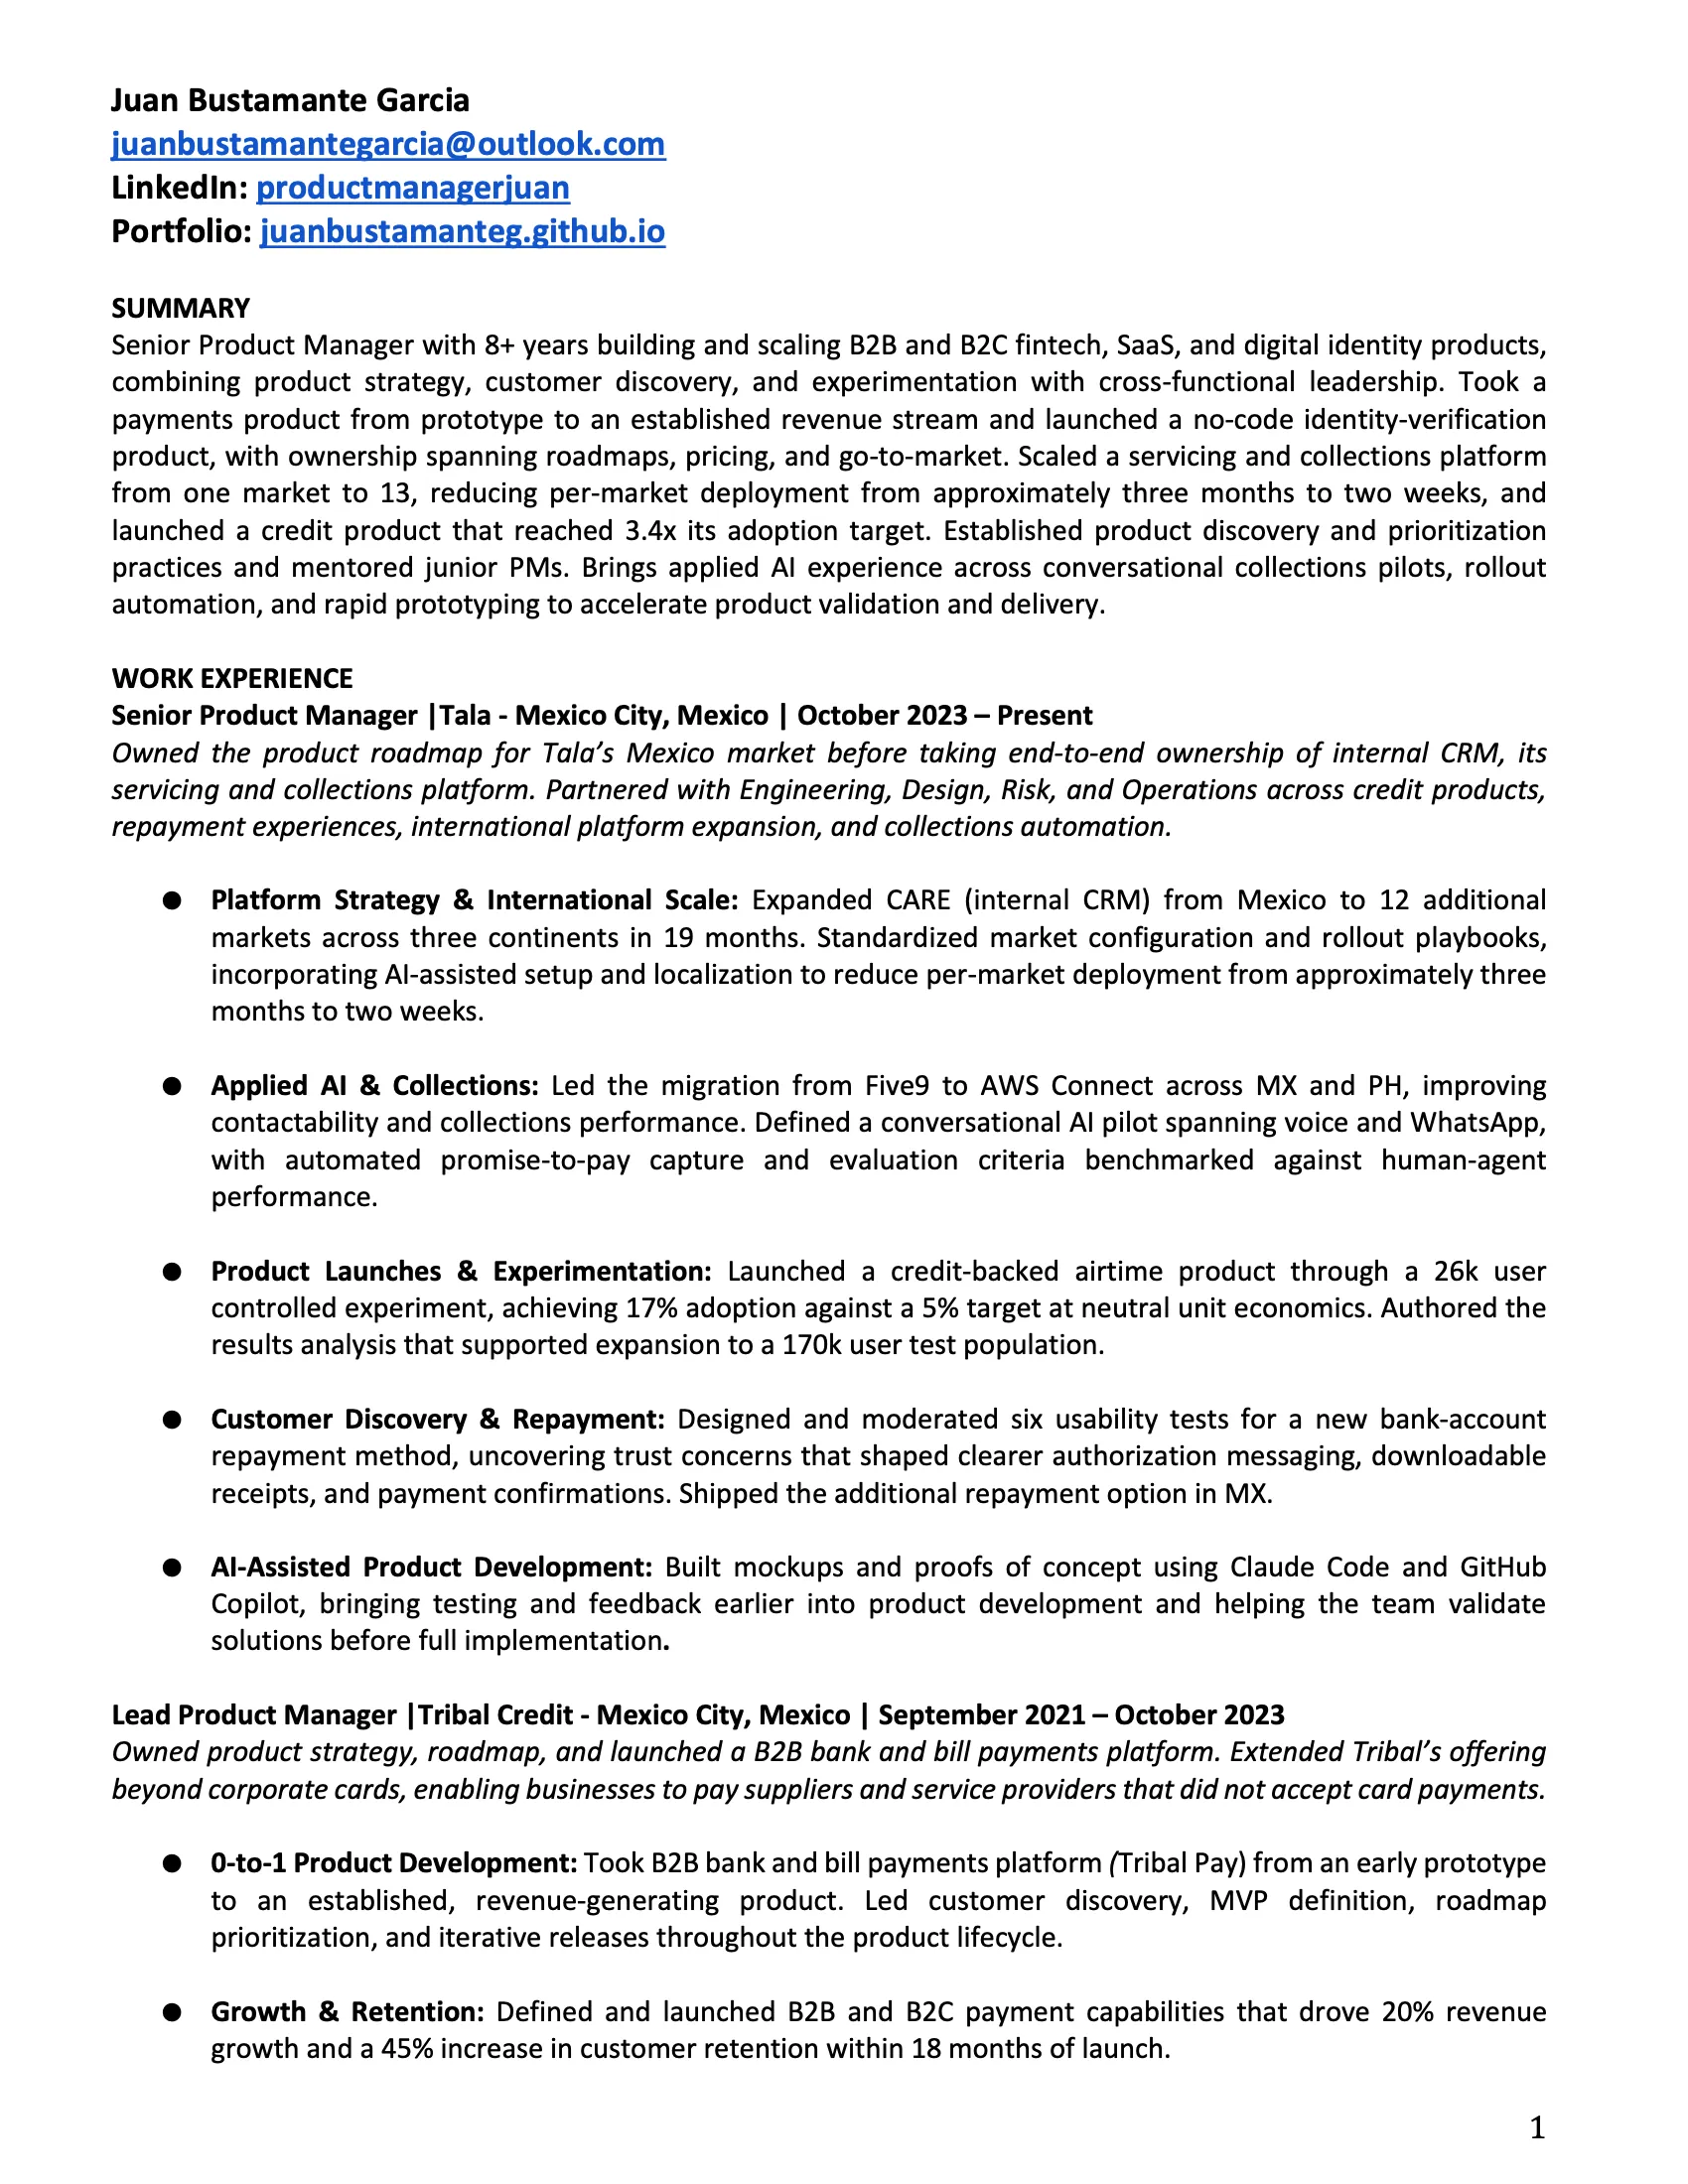 Juan Bustamante Garcia
juanbustamantegarcia@outlook.com
LinkedIn: productmanagerjuan
Portfolio: juanbustamanteg.github.io
SUMMARY
Senior Product Manager with 8+ years building and scaling B2B and B2C fintech, SaaS, and digital identity products,
combining product strategy, customer discovery, and experimentation with cross-functional leadership. Took a
payments product from prototype to an established revenue stream and launched a no-code identity-verification
product, with ownership spanning roadmaps, pricing, and go-to-market. Scaled a servicing and collections platform
from one market to 13, reducing per-market deployment from approximately three months to two weeks, and
launched a credit product that reached 3.4x its adoption target. Established product discovery and prioritization
practices and mentored junior PMs. Brings applied AI experience across conversational collections pilots, rollout
automation, and rapid prototyping to accelerate product validation and delivery.
WORK EXPERIENCE
Senior Product Manager |Tala - Mexico City, Mexico | October 2023 – Present
Owned the product roadmap for Tala’s Mexico market before taking end-to-end ownership of internal CRM, its
servicing and collections platform. Partnered with Engineering, Design, Risk, and Operations across credit products,
repayment experiences, international platform expansion, and collections automation.
● Platform Strategy & International Scale: Expanded CARE (internal CRM) from Mexico to 12 additional
markets across three continents in 19 months. Standardized market configuration and rollout playbooks,
incorporating AI-assisted setup and localization to reduce per-market deployment from approximately three
months to two weeks.
● Applied AI & Collections: Led the migration from Five9 to AWS Connect across MX and PH, improving
contactability and collections performance. Defined a conversational AI pilot spanning voice and WhatsApp,
with automated promise-to-pay capture and evaluation criteria benchmarked against human-agent
performance.
● Product Launches & Experimentation: Launched a credit-backed airtime product through a 26k user
controlled experiment, achieving 17% adoption against a 5% target at neutral unit economics. Authored the
results analysis that supported expansion to a 170k user test population.
● Customer Discovery & Repayment: Designed and moderated six usability tests for a new bank-account
repayment method, uncovering trust concerns that shaped clearer authorization messaging, downloadable
receipts, and payment confirmations. Shipped the additional repayment option in MX.
● AI-Assisted Product Development: Built mockups and proofs of concept using Claude Code and GitHub
Copilot, bringing testing and feedback earlier into product development and helping the team validate
solutions before full implementation.
Lead Product Manager |Tribal Credit - Mexico City, Mexico | September 2021 – October 2023
Owned product strategy, roadmap, and launched a B2B bank and bill payments platform. Extended Tribal’s offering
beyond corporate cards, enabling businesses to pay suppliers and service providers that did not accept card payments.
● 0-to-1 Product Development: Took B2B bank and bill payments platform (Tribal Pay) from an early prototype
to an established, revenue-generating product. Led customer discovery, MVP definition, roadmap
prioritization, and iterative releases throughout the product lifecycle.
● Growth & Retention: Defined and launched B2B and B2C payment capabilities that drove 20% revenue
growth and a 45% increase in customer retention within 18 months of launch.
1